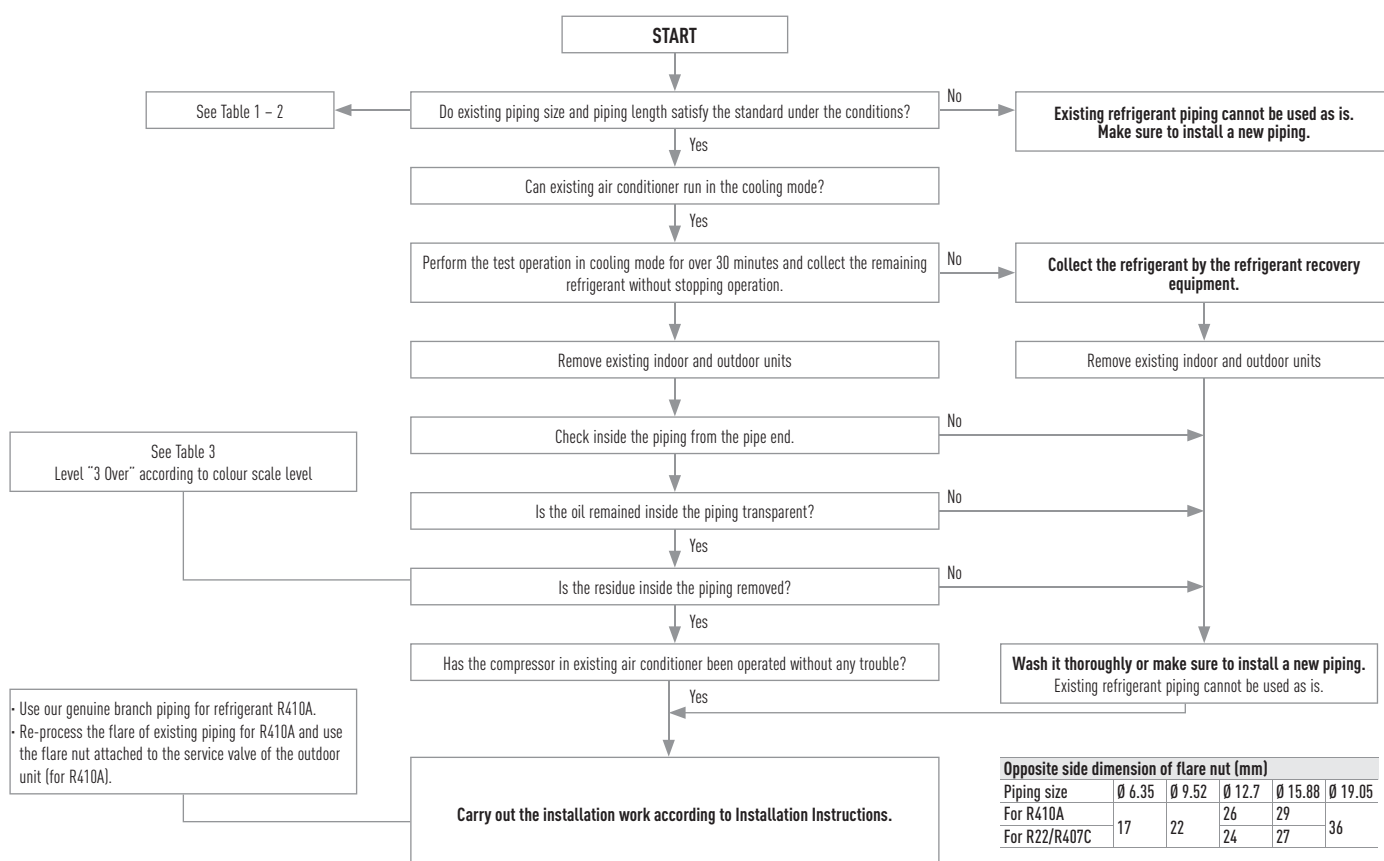 START
See Table 1 – 2
Do existing piping size and piping length satisfy the standard under the conditions?
No
Existing refrigerant piping cannot be used as is.
Make sure to install a new piping.
Yes
Can existing air conditioner run in the cooling mode?
Yes
Perform the test operation in cooling mode for over 30 minutes and collect the remaining
refrigerant without stopping operation.
No
Collect the refrigerant by the refrigerant recovery
equipment.
Remove existing indoor and outdoor units
Remove existing indoor and outdoor units
Check inside the piping from the pipe end.
No
See Table 3
Level ¨3 Over¨ according to colour scale level
Is the oil remained inside the piping transparent?
No
Yes
Is the residue inside the piping removed?
No
Yes
Has the compressor in existing air conditioner been operated without any trouble?
Wash it thoroughly or make sure to install a new piping.
Existing refrigerant piping cannot be used as is.
Yes
· Use our genuine branch piping for refrigerant R410A.
· Re-process the flare of existing piping for R410A and use
the flare nut attached to the service valve of the outdoor
unit (for R410A).
Carry out the installation work according to Installation Instructions.
Opposite side dimension of flare nut (mm)
Piping size Ø 6.35 Ø 9.52 Ø 12.7 Ø 15.88 Ø 19.05
For R410A 17 22 26 29 36
For R22/R407C 24 27